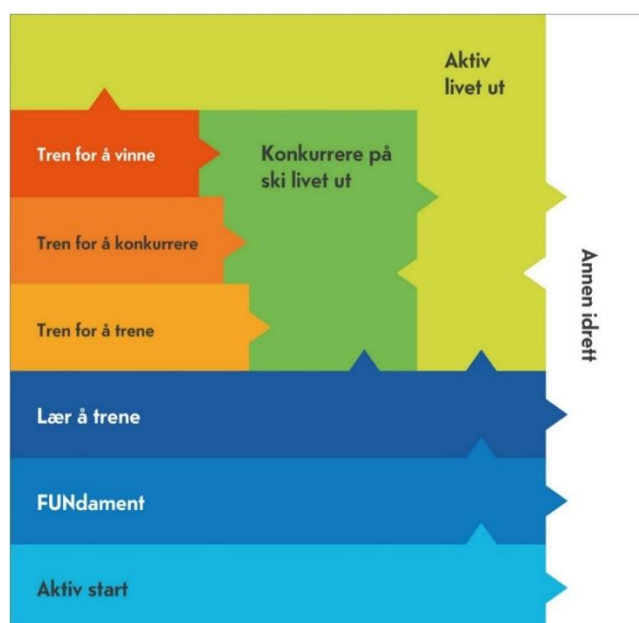 Aktiv
livet ut
Tren for å vinne
Konkurrere på
ski livet ut
Tren for å konkurrere
Annen idrett
Tren for å trene
Lær å trene
FUNdament
Aktiv start